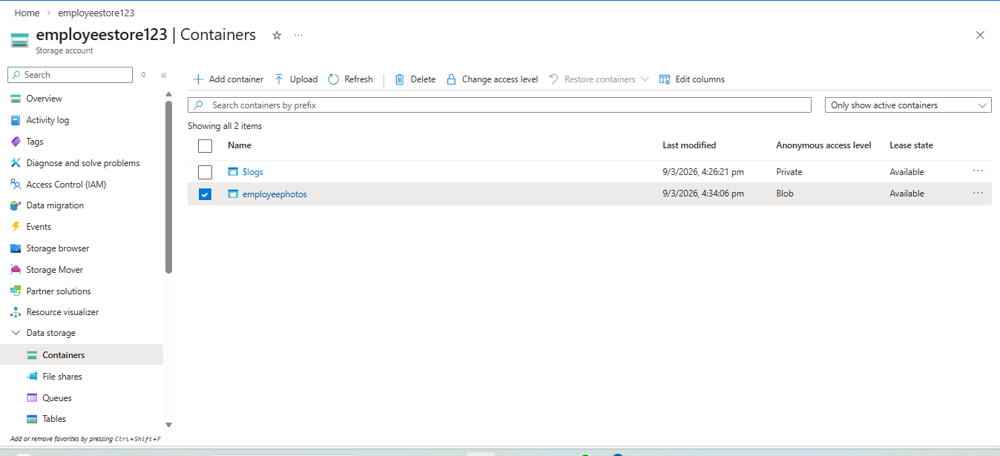 Home > employeestore123
employeestore123 | Containers ☆ ...
Storage account
Search
Overview
Activity log
Tags
Diagnose and solve problems
Access Control (IAM)
Data migration
Events
Storage browser
Storage Mover
Partner solutions
Resource visualizer
Data storage
Containers
File shares
Queues
Tables
Add or remove favorites by pressing Ctrl+Shift+F
Add container Upload Refresh Delete Change access level Restore containers Edit columns
Search containers by prefix Only show active containers
Showing all 2 items
Name Last modified Anonymous access level Lease state
$logs 9/3/2026, 4:26:21 pm Private Available ...
employeephotos 9/3/2026, 4:34:06 pm Blob Available ...